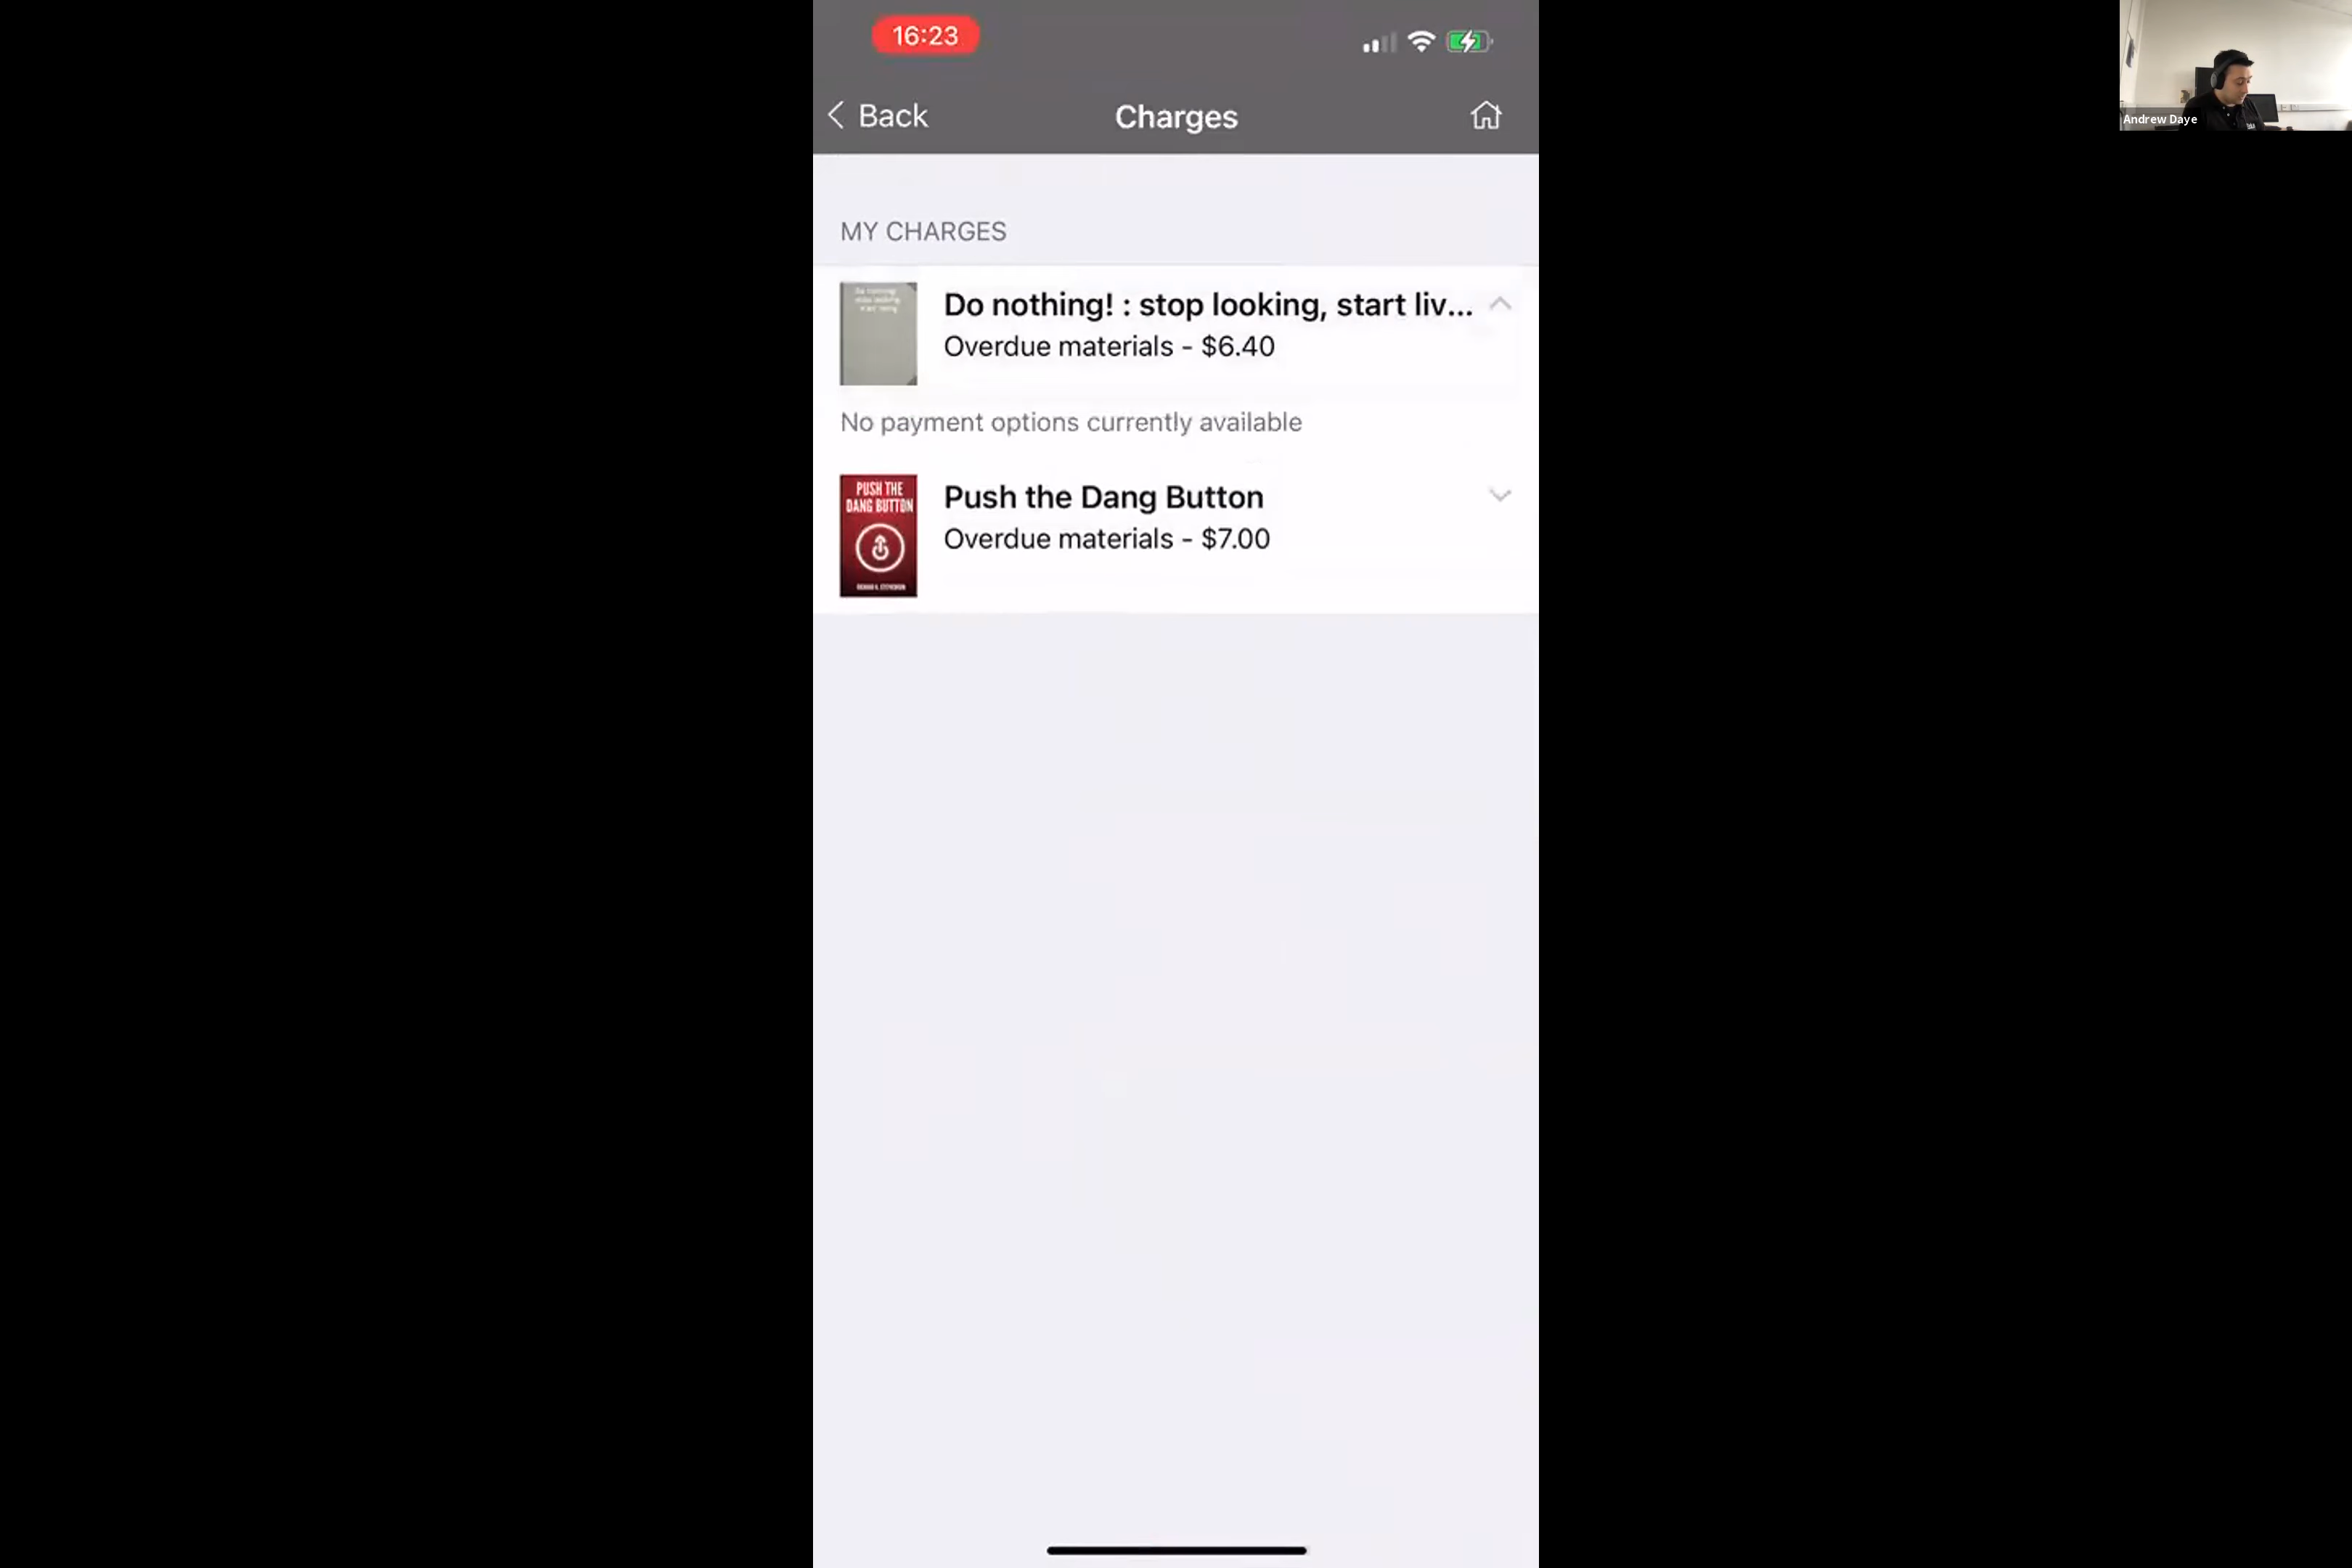 16:23
Back
Charges
MY CHARGES
Do nothing! : stop looking, start liv...
Overdue materials - $6.40
No payment options currently available
PUSH THE
DANG BUTTON
Push the Dang Button
Overdue materials - $7.00
Andrew Daye